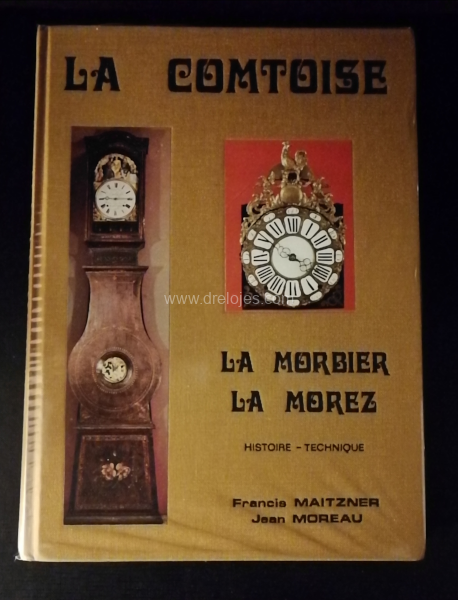 LA COMTOISE
www.drelojes.com
LA MORBIER
LA MOREZ
HISTOIRE - TECHNIQUE
Francis MAITZNER
Jean MOREAU